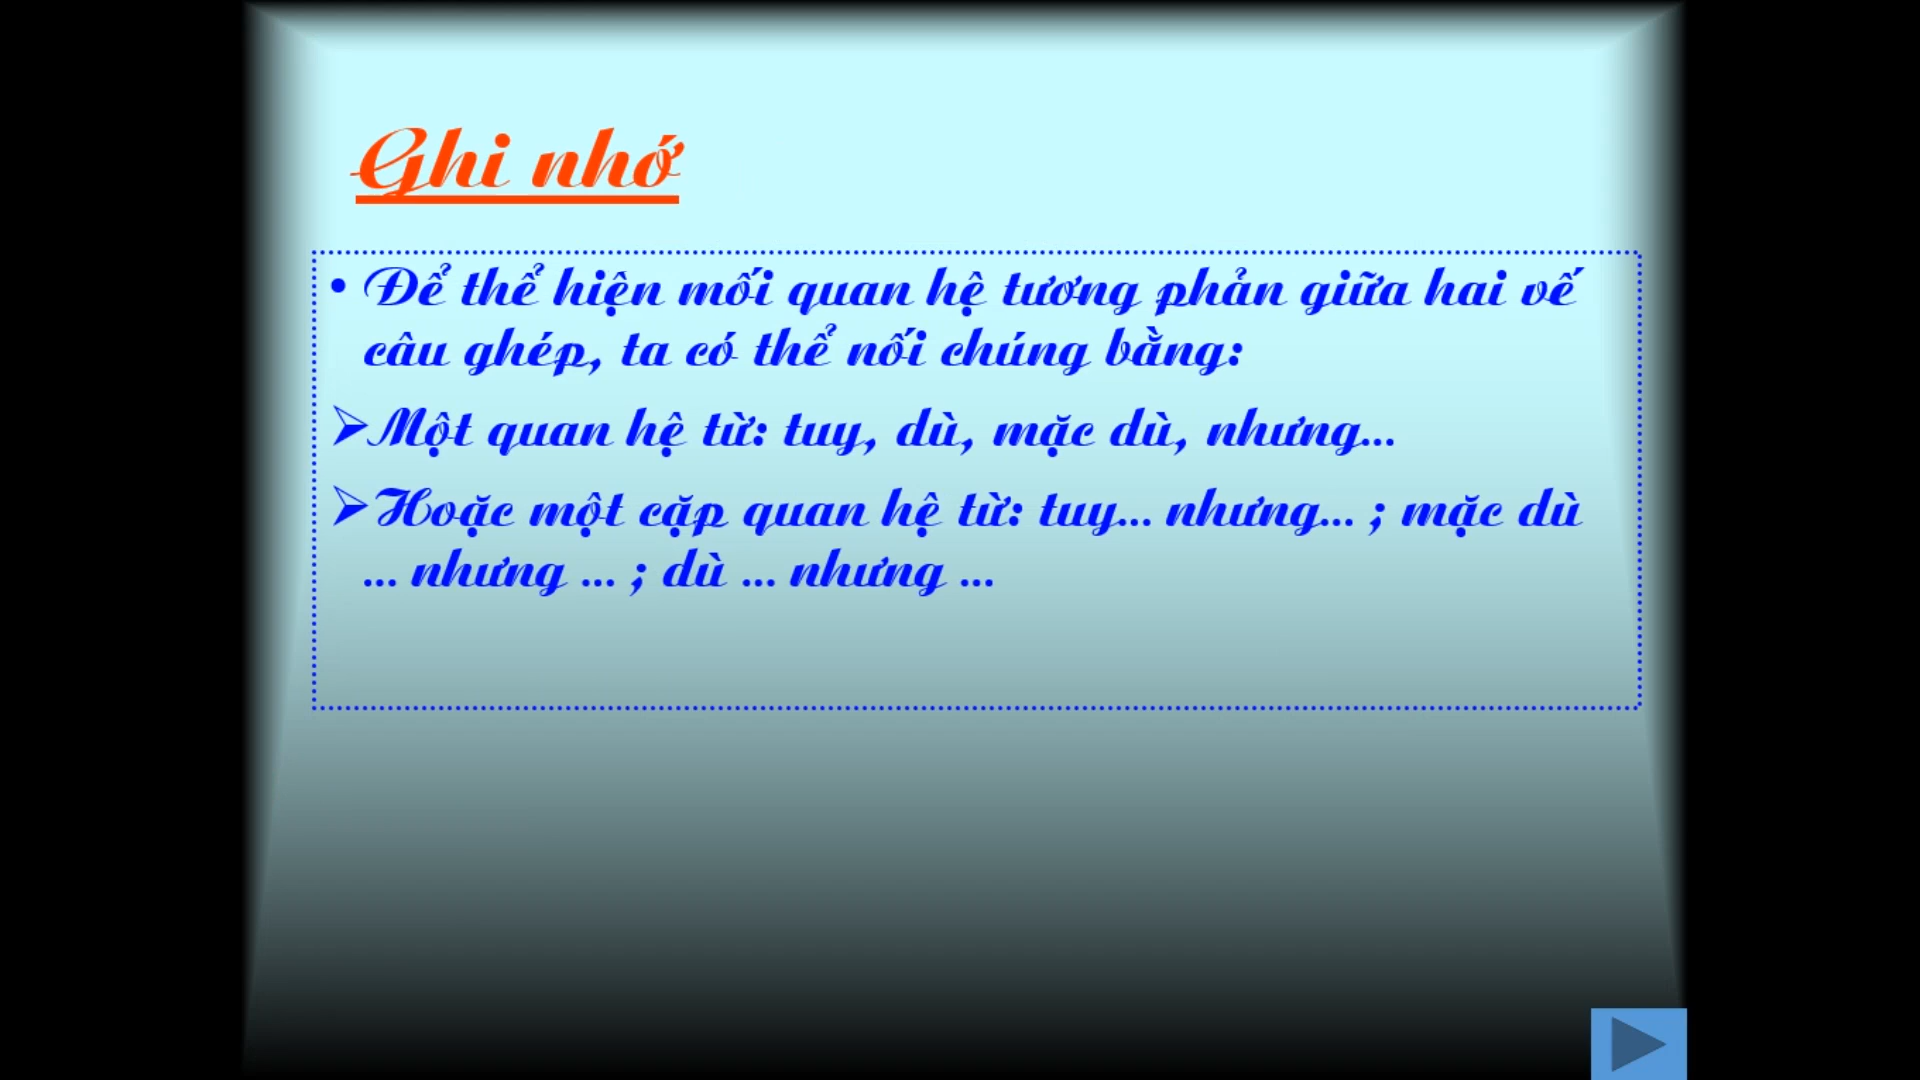 Ghi nhớ
• Để thể hiện mối quan hệ tương phản giữa hai vế
câu ghép, ta có thể nối chúng bằng:
➢Một quan hệ từ: tuy, dù, mặc dù, nhưng...
➢Hoặc một cặp quan hệ từ: tuy... nhưng... ; mặc dù
... nhưng ... ; dù ... nhưng ...